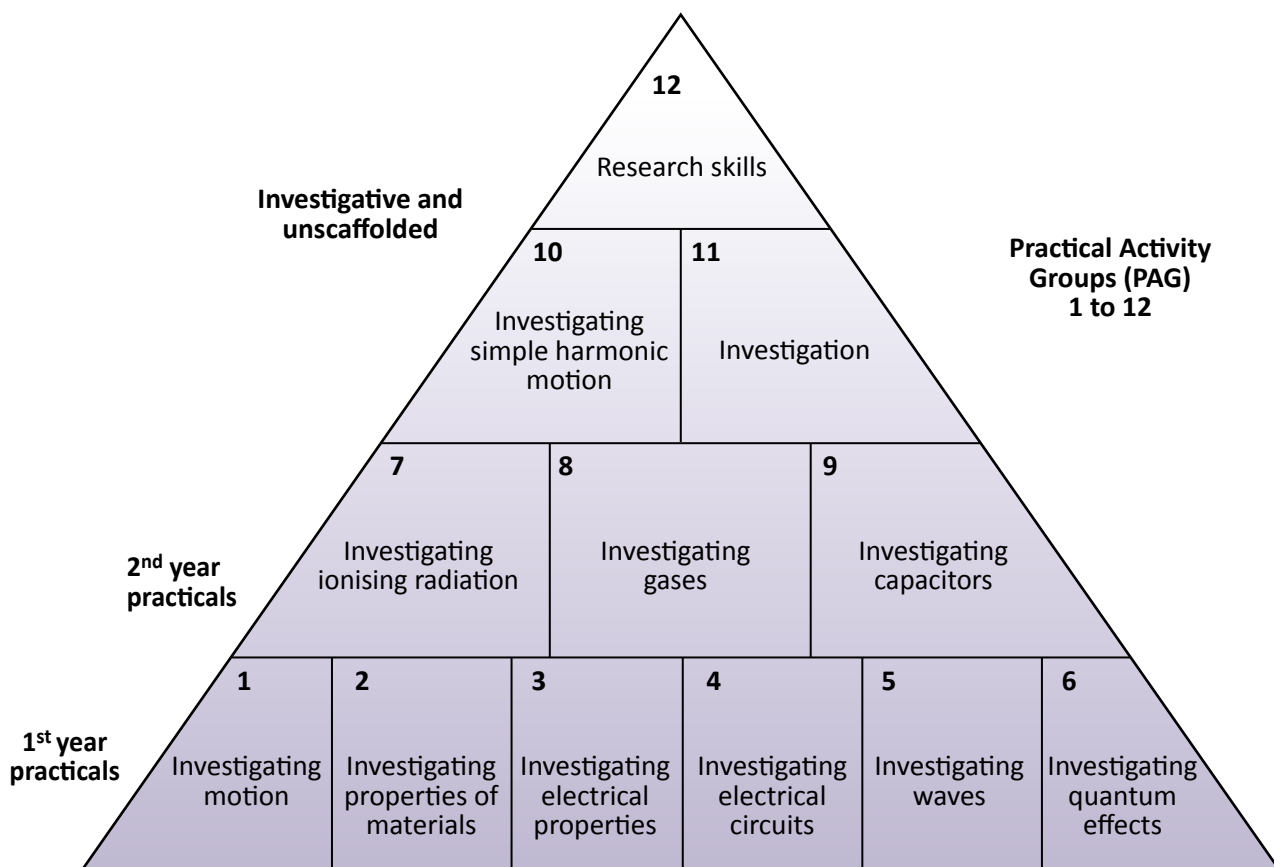 12
Research skills
Investigative and
unscaffolded
Practical Activity
Groups (PAG)
1 to 12
10
Investigating
simple harmonic
motion
11
Investigation
2nd year
practicals
7
Investigating
ionising radiation
8
Investigating
gases
9
Investigating
capacitors
1st year
practicals
1
Investigating
motion
2
Investigating
properties of
materials
3
Investigating
electrical
properties
4
Investigating
electrical
circuits
5
Investigating
waves
6
Investigating
quantum
effects